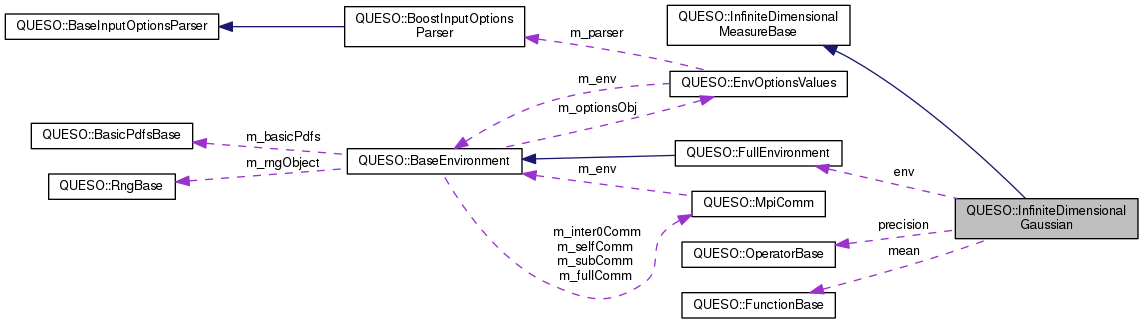 QUESO::BaseInputOptionsParser
QUESO::BoostInputOptions
Parser
m_parser
QUESO::InfiniteDimensional
MeasureBase
QUESO::EnvOptionsValues
m_env
m_optionsObj
QUESO::BasicPdfsBase
m_basicPdfs
QUESO::RngBase
m_rngObject
QUESO::BaseEnvironment
QUESO::FullEnvironment
m_env
env
QUESO::MpiComm
m_inter0Comm
m_selfComm
m_subComm
m_fullComm
QUESO::InfiniteDimensional
Gaussian
precision
QUESO::OperatorBase
mean
QUESO::FunctionBase